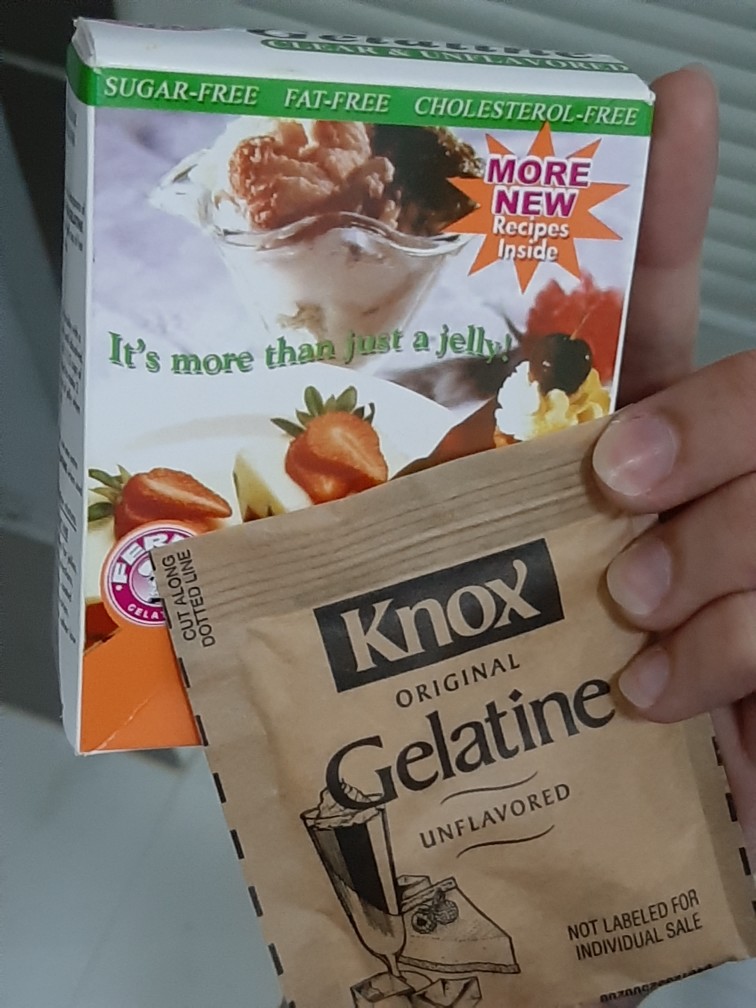 Gelatine
CLEAR & UNFLAVORED
SUGAR-FREE FAT-FREE CHOLESTEROL-FREE
MORE
NEW
Recipes
Inside
It's more than just a jelly!
CUT ALONG
DOTTED LINE
Knox
ORIGINAL
Gelatine
UNFLAVORED
NOT LABELED FOR
INDIVIDUAL SALE